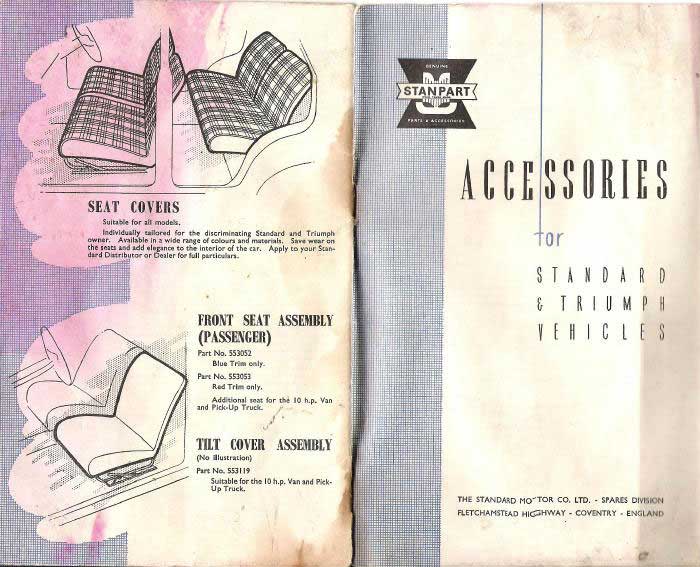 SEAT COVERS
Suitable for all models.
Individually tailored for the discriminating Standard and Triumph
owner. Available in a wide range of colours and materials. Save wear on
the seats and add elegance to the interior of the car. Apply to your Stan-
dard Distributor or Dealer for full particulars.
FRONT SEAT ASSEMBLY
(PASSENGER)
Part No. 553052
Blue Trim only.
Part No. 553053
Red Trim only.
Additional seat for the 10 h.p. Van
and Pick-Up Truck.
TILT COVER ASSEMBLY
(No Illustration)
Part No. 553119
Suitable for the 10 h.p. Van and Pick-
Up Truck.
GENUINE
STANPART
PARTS & ACCESSORIES
ACCESSORIES
for
STANDARD
& TRIUMPH
VEHICLES
THE STANDARD MOTOR CO. LTD. - SPARES DIVISION
FLETCHAMSTEAD HIGHWAY - COVENTRY - ENGLAND